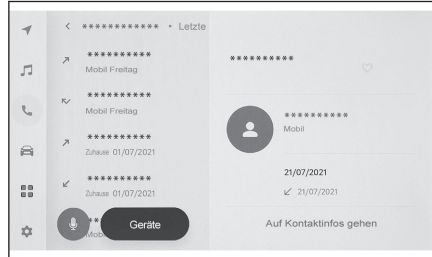 < ************ • Letzte
**********
Mobil Freitag
**********
Mobil Freitag
**********
Zuhause 01/07/2021
**********
Zuhause 01/07/2021
**
Mobi
Geräte
**********
**********
Mobil
21/07/2021
21/07/2021
Auf Kontaktinfos gehen